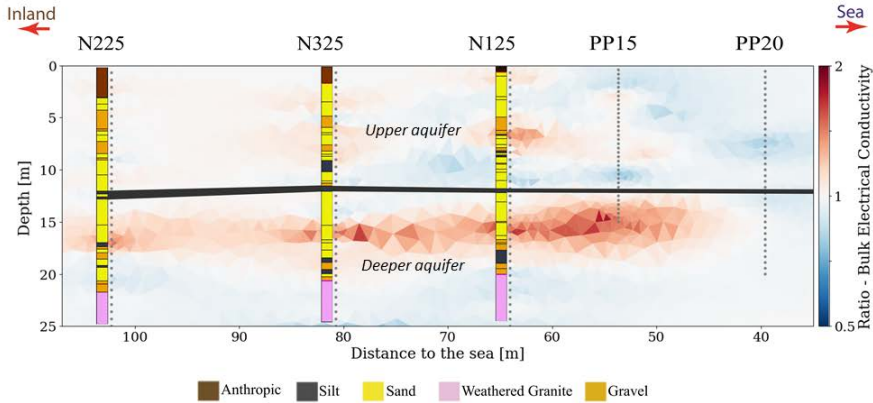 Inland
Sea
N225 N325 N125 PP15 PP20
0
5
10
15
20
25
Depth [m]
Upper aquifer
Deeper aquifer
100 90 80 70 60 50 40
Distance to the sea [m]
2
1
0.5
Ratio - Bulk Electrical Conductivity
Anthropic Silt Sand Weathered Granite Gravel